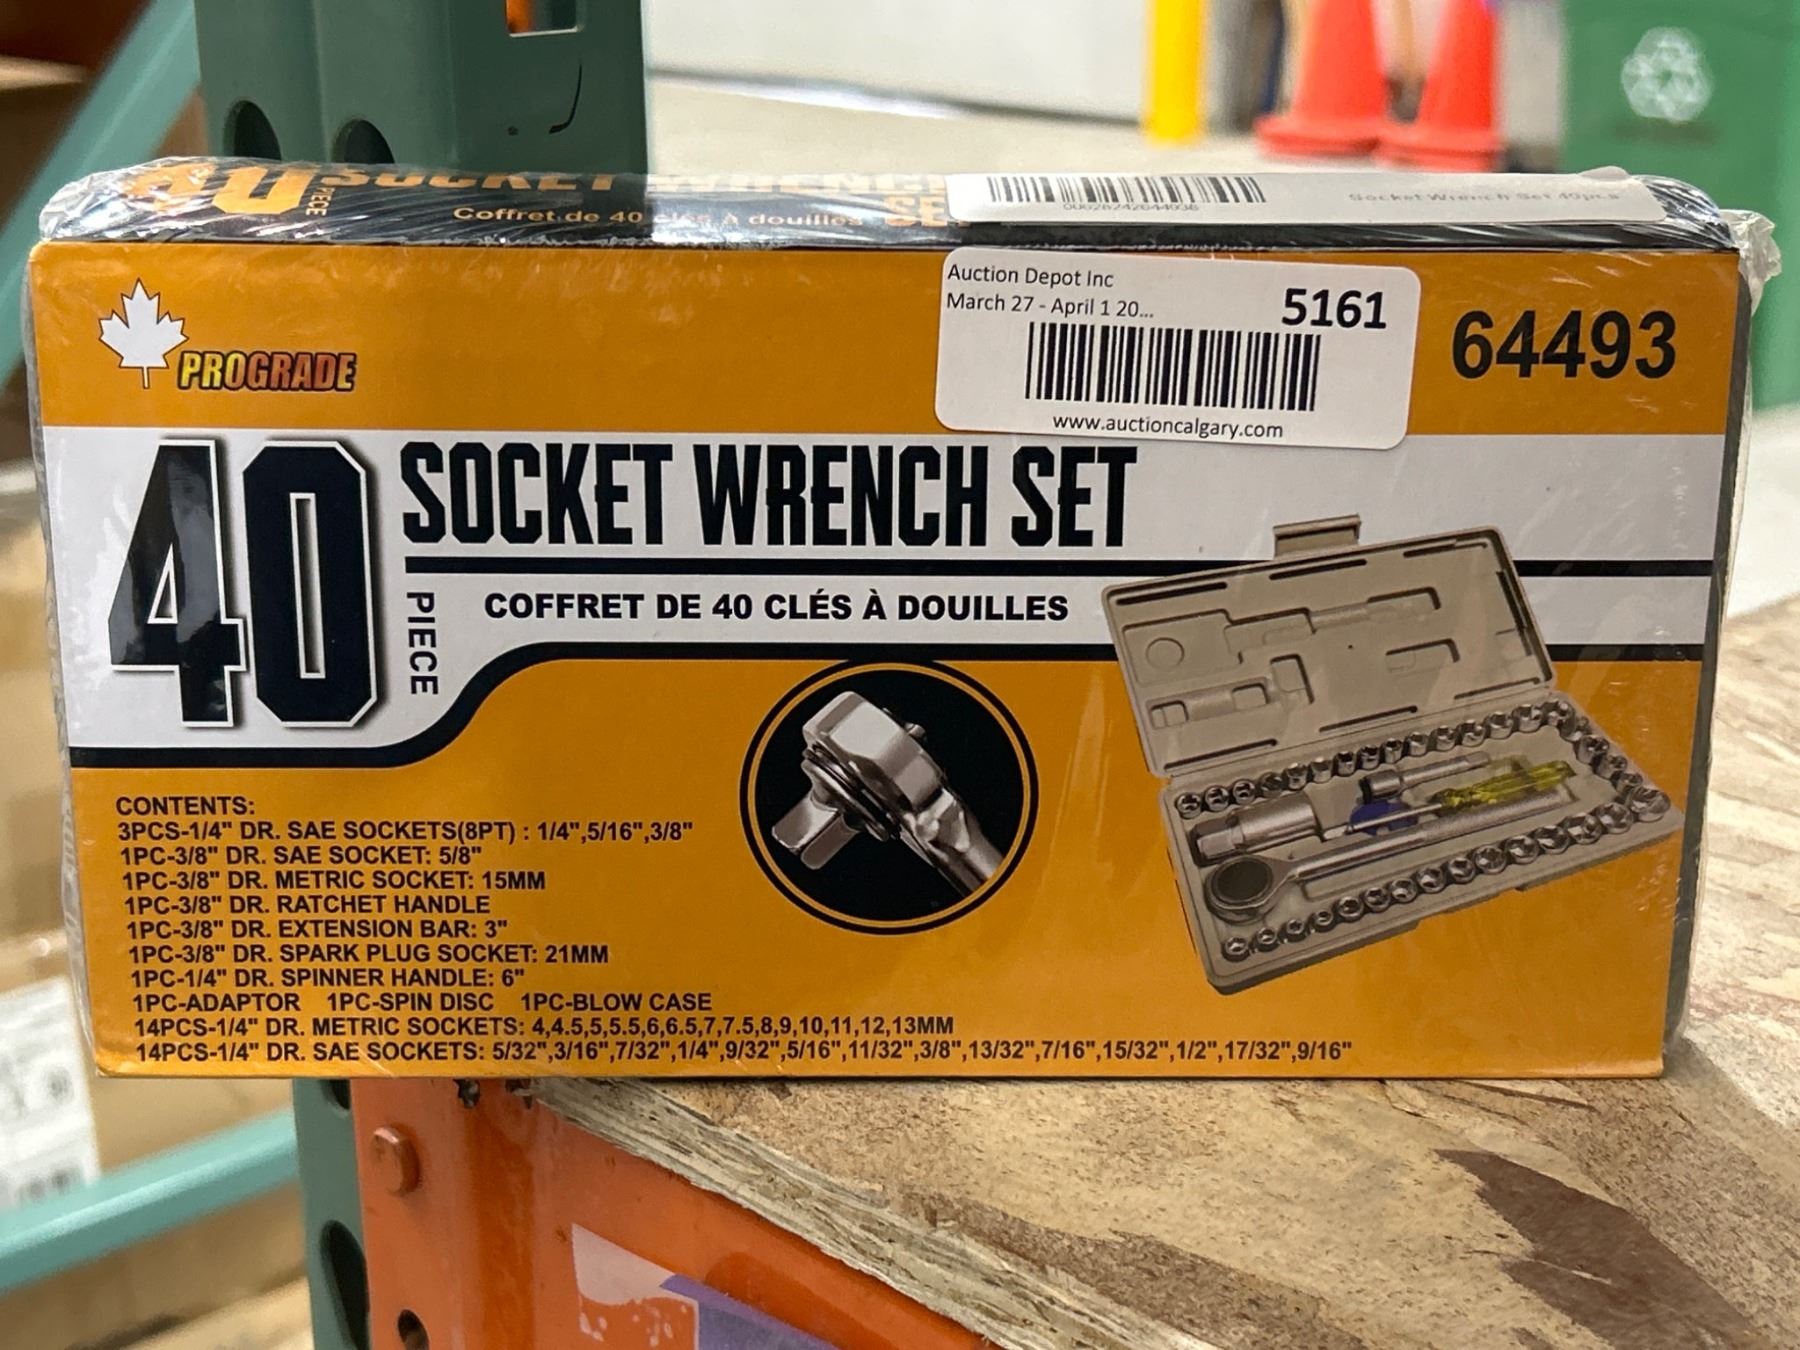 40 PIECE SOCKET WRENCH SET
Coffret de 40 clés à douilles
Socket Wrench Set 40pcs
PROGRADE
Auction Depot Inc
March 27 - April 1 20...
5161
www.auctioncalgary.com
64493
40 PIECE
SOCKET WRENCH SET
COFFRET DE 40 CLÉS À DOUILLES
CONTENTS:
3PCS-1/4" DR. SAE SOCKETS(8PT) : 1/4",5/16",3/8"
1PC-3/8" DR. SAE SOCKET: 5/8"
1PC-3/8" DR. METRIC SOCKET: 15MM
1PC-3/8" DR. RATCHET HANDLE
1PC-3/8" DR. EXTENSION BAR: 3"
1PC-3/8" DR. SPARK PLUG SOCKET: 21MM
1PC-1/4" DR. SPINNER HANDLE: 6"
1PC-ADAPTOR 1PC-SPIN DISC 1PC-BLOW CASE
14PCS-1/4" DR. METRIC SOCKETS: 4,4.5,5,5.5,6,6.5,7,7.5,8,9,10,11,12,13MM
14PCS-1/4" DR. SAE SOCKETS: 5/32",3/16",7/32",1/4",9/32",5/16",11/32",3/8",13/32",7/16",15/32",1/2",17/32",9/16"